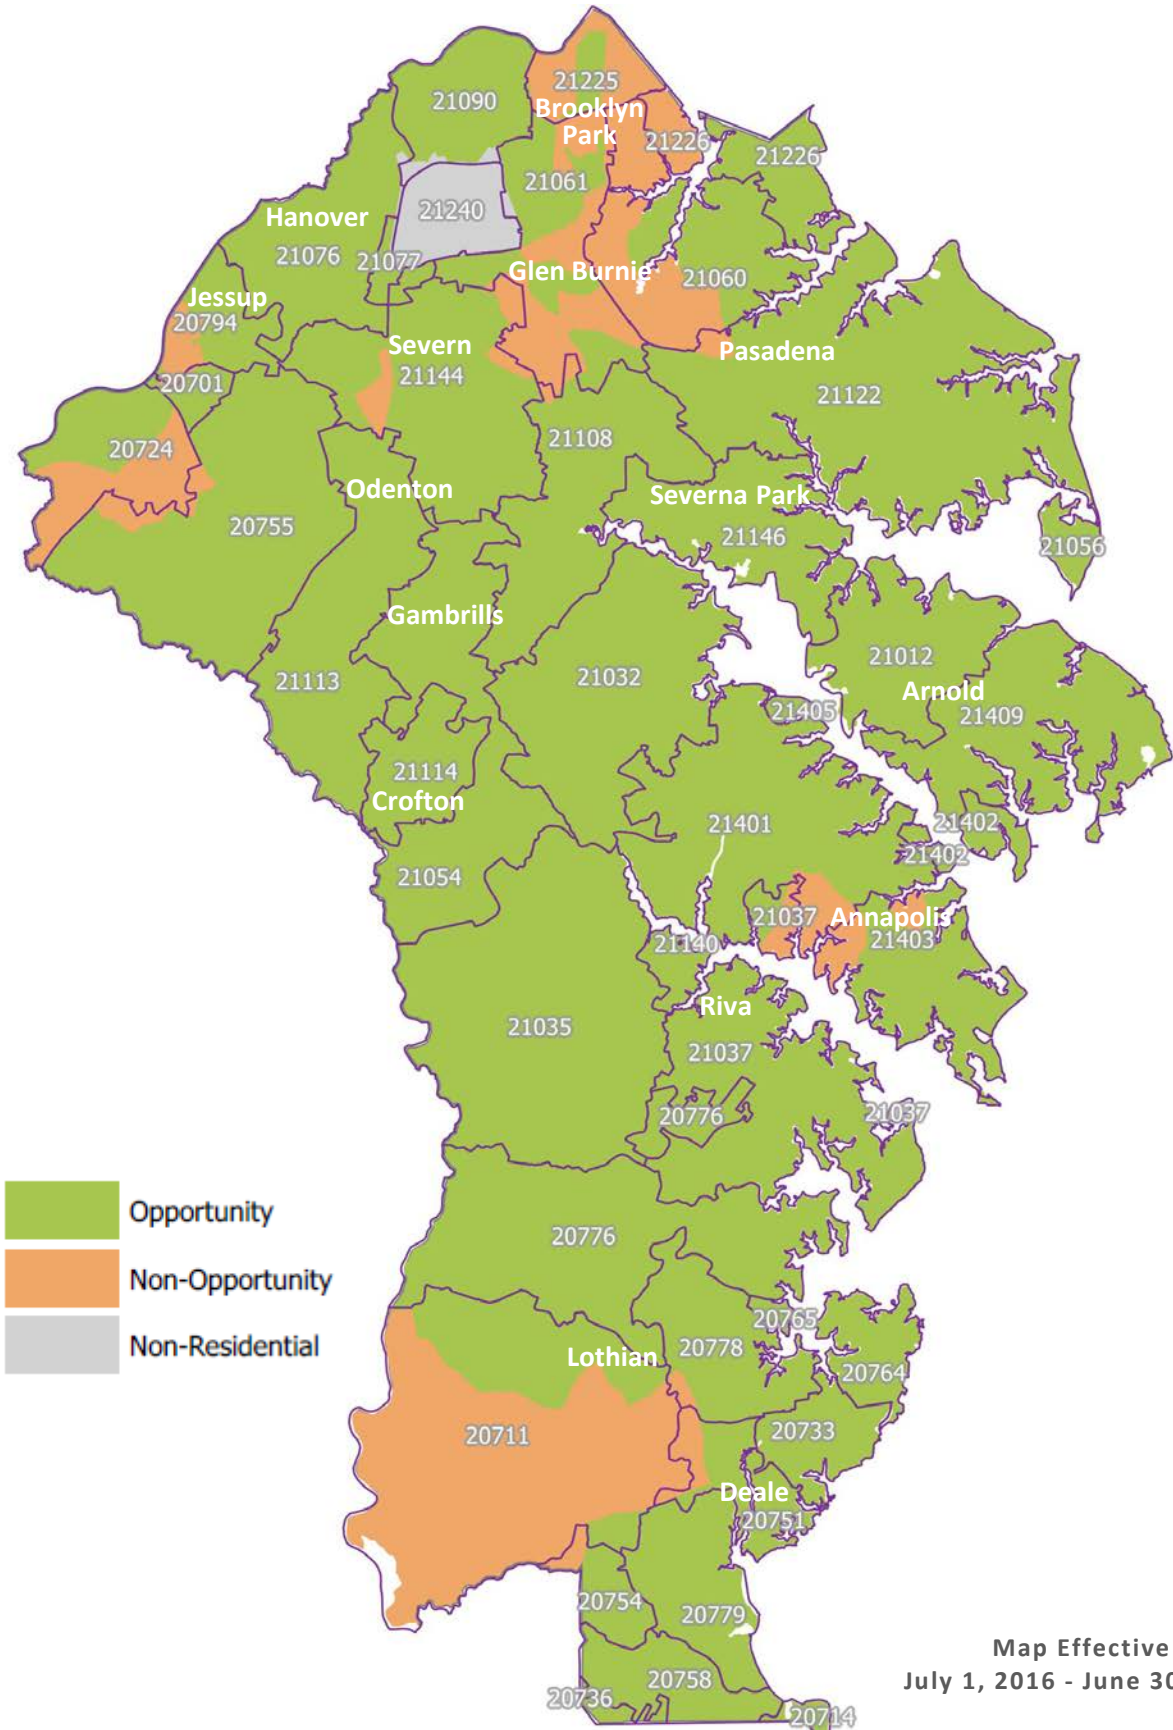 21225
21090
Brooklyn
Park
21226
21226
21061
21240
Hanover
21076
21077
Glen Burnie
21060
Jessup
20794
Severn
21144
Pasadena
20701
21122
20724
21108
Odenton
Severna Park
20755
21146
21056
Gambrills
21113
21032
21012
Arnold
21405
21409
21114
Crofton
21401
21402
21402
21054
21037
Annapolis
21403
21140
Riva
21035
21037
20776
21037
Opportunity
Non-Opportunity
Non-Residential
20776
20765
20778
Lothian
20764
20711
20733
Deale
20751
20754
20779
Map Effective
July 1, 2016 - June 30
20758
20736
20714